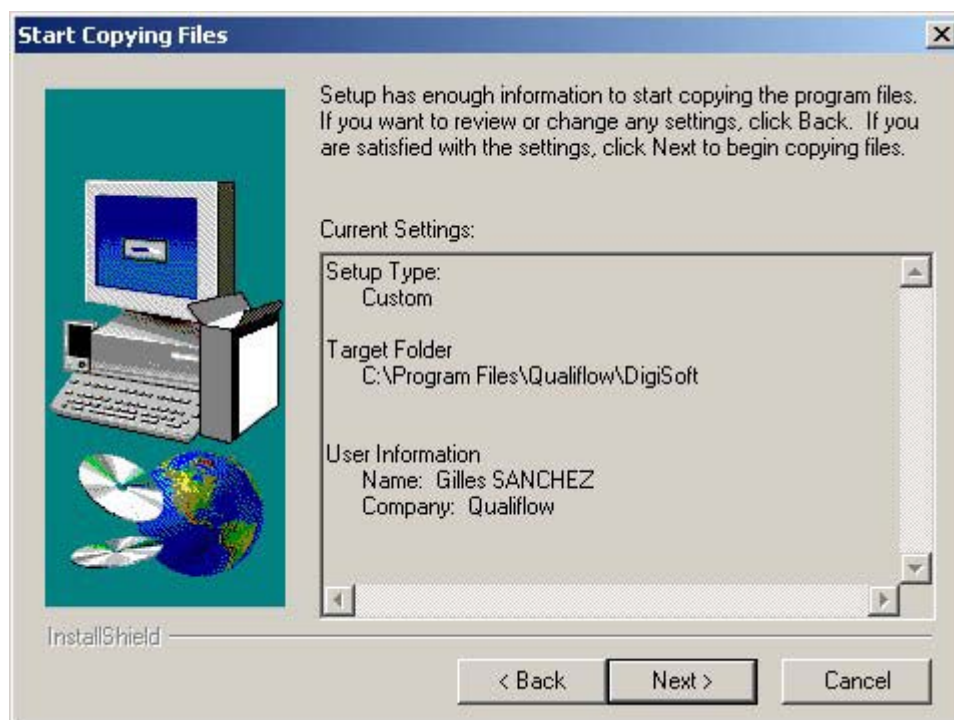 Start Copying Files
Setup has enough information to start copying the program files.
If you want to review or change any settings, click Back. If you
are satisfied with the settings, click Next to begin copying files.
Current Settings:
Setup Type:
Custom
Target Folder
C:\Program Files\Qualiflow\DigiSoft
User Information
Name: Gilles SANCHEZ
Company: Qualiflow
InstallShield
< Back
Next >
Cancel